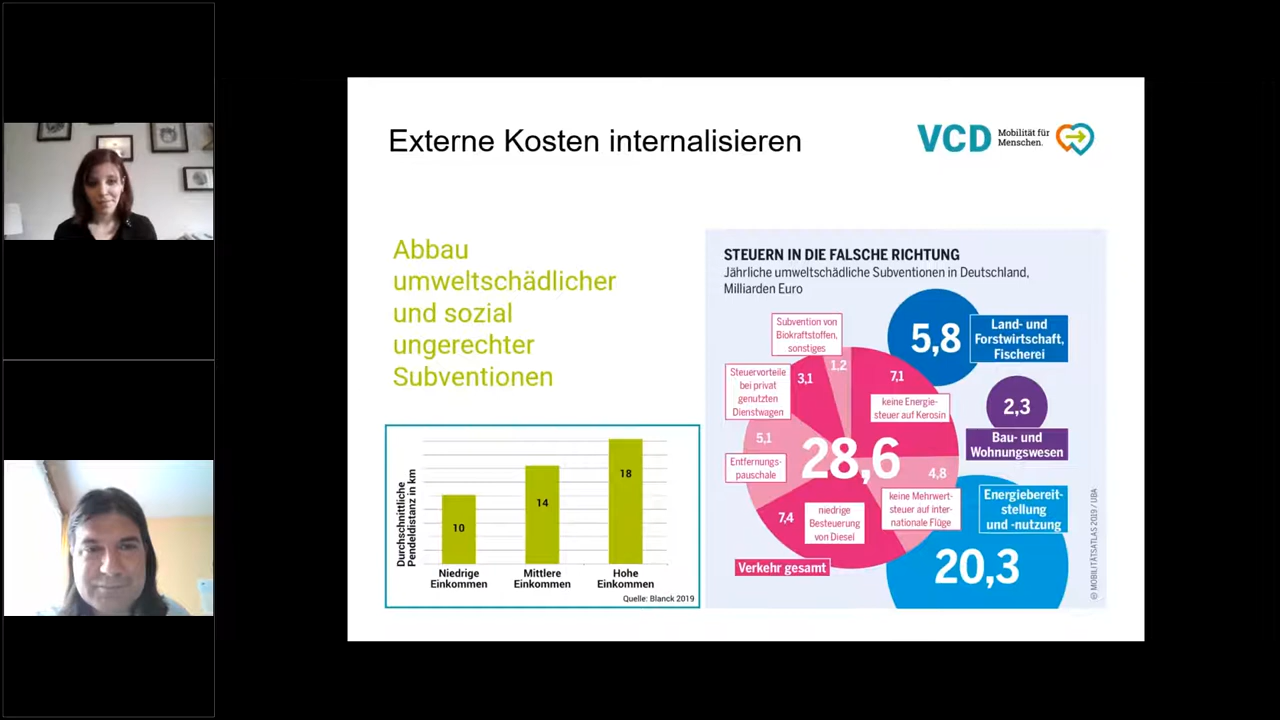 Externe Kosten internalisieren
VCD
Mobilität für
Menschen.
Abbau
umweltschädlicher
und sozial
ungerechter
Subventionen
Durchschnittliche
Pendeldistanz in km
10
14
18
Niedrige
Einkommen
Mittlere
Einkommen
Hohe
Einkommen
Quelle: Blanck 2019
STEUERN IN DIE FALSCHE RICHTUNG
Jährliche umweltschädliche Subventionen in Deutschland,
Milliarden Euro
5,8
Land- und
Forstwirtschaft,
Fischerei
2,3
Bau- und
Wohnungswesen
Energiebereit-
stellung
und -nutzung
20,3
Subvention von
Biokraftstoffen,
sonstiges
1,2
Steuervorteile
bei privat
genutzten
Dienstwagen
3,1
7,1
keine Energie-
steuer auf Kerosin
5,1
Entfernungs-
pauschale
28,6
4,8
keine Mehrwert-
steuer auf inter-
nationale Flüge
7,4
niedrige
Besteuerung
von Diesel
Verkehr gesamt
© MOBILITÄTSATLAS 2019 / UBA